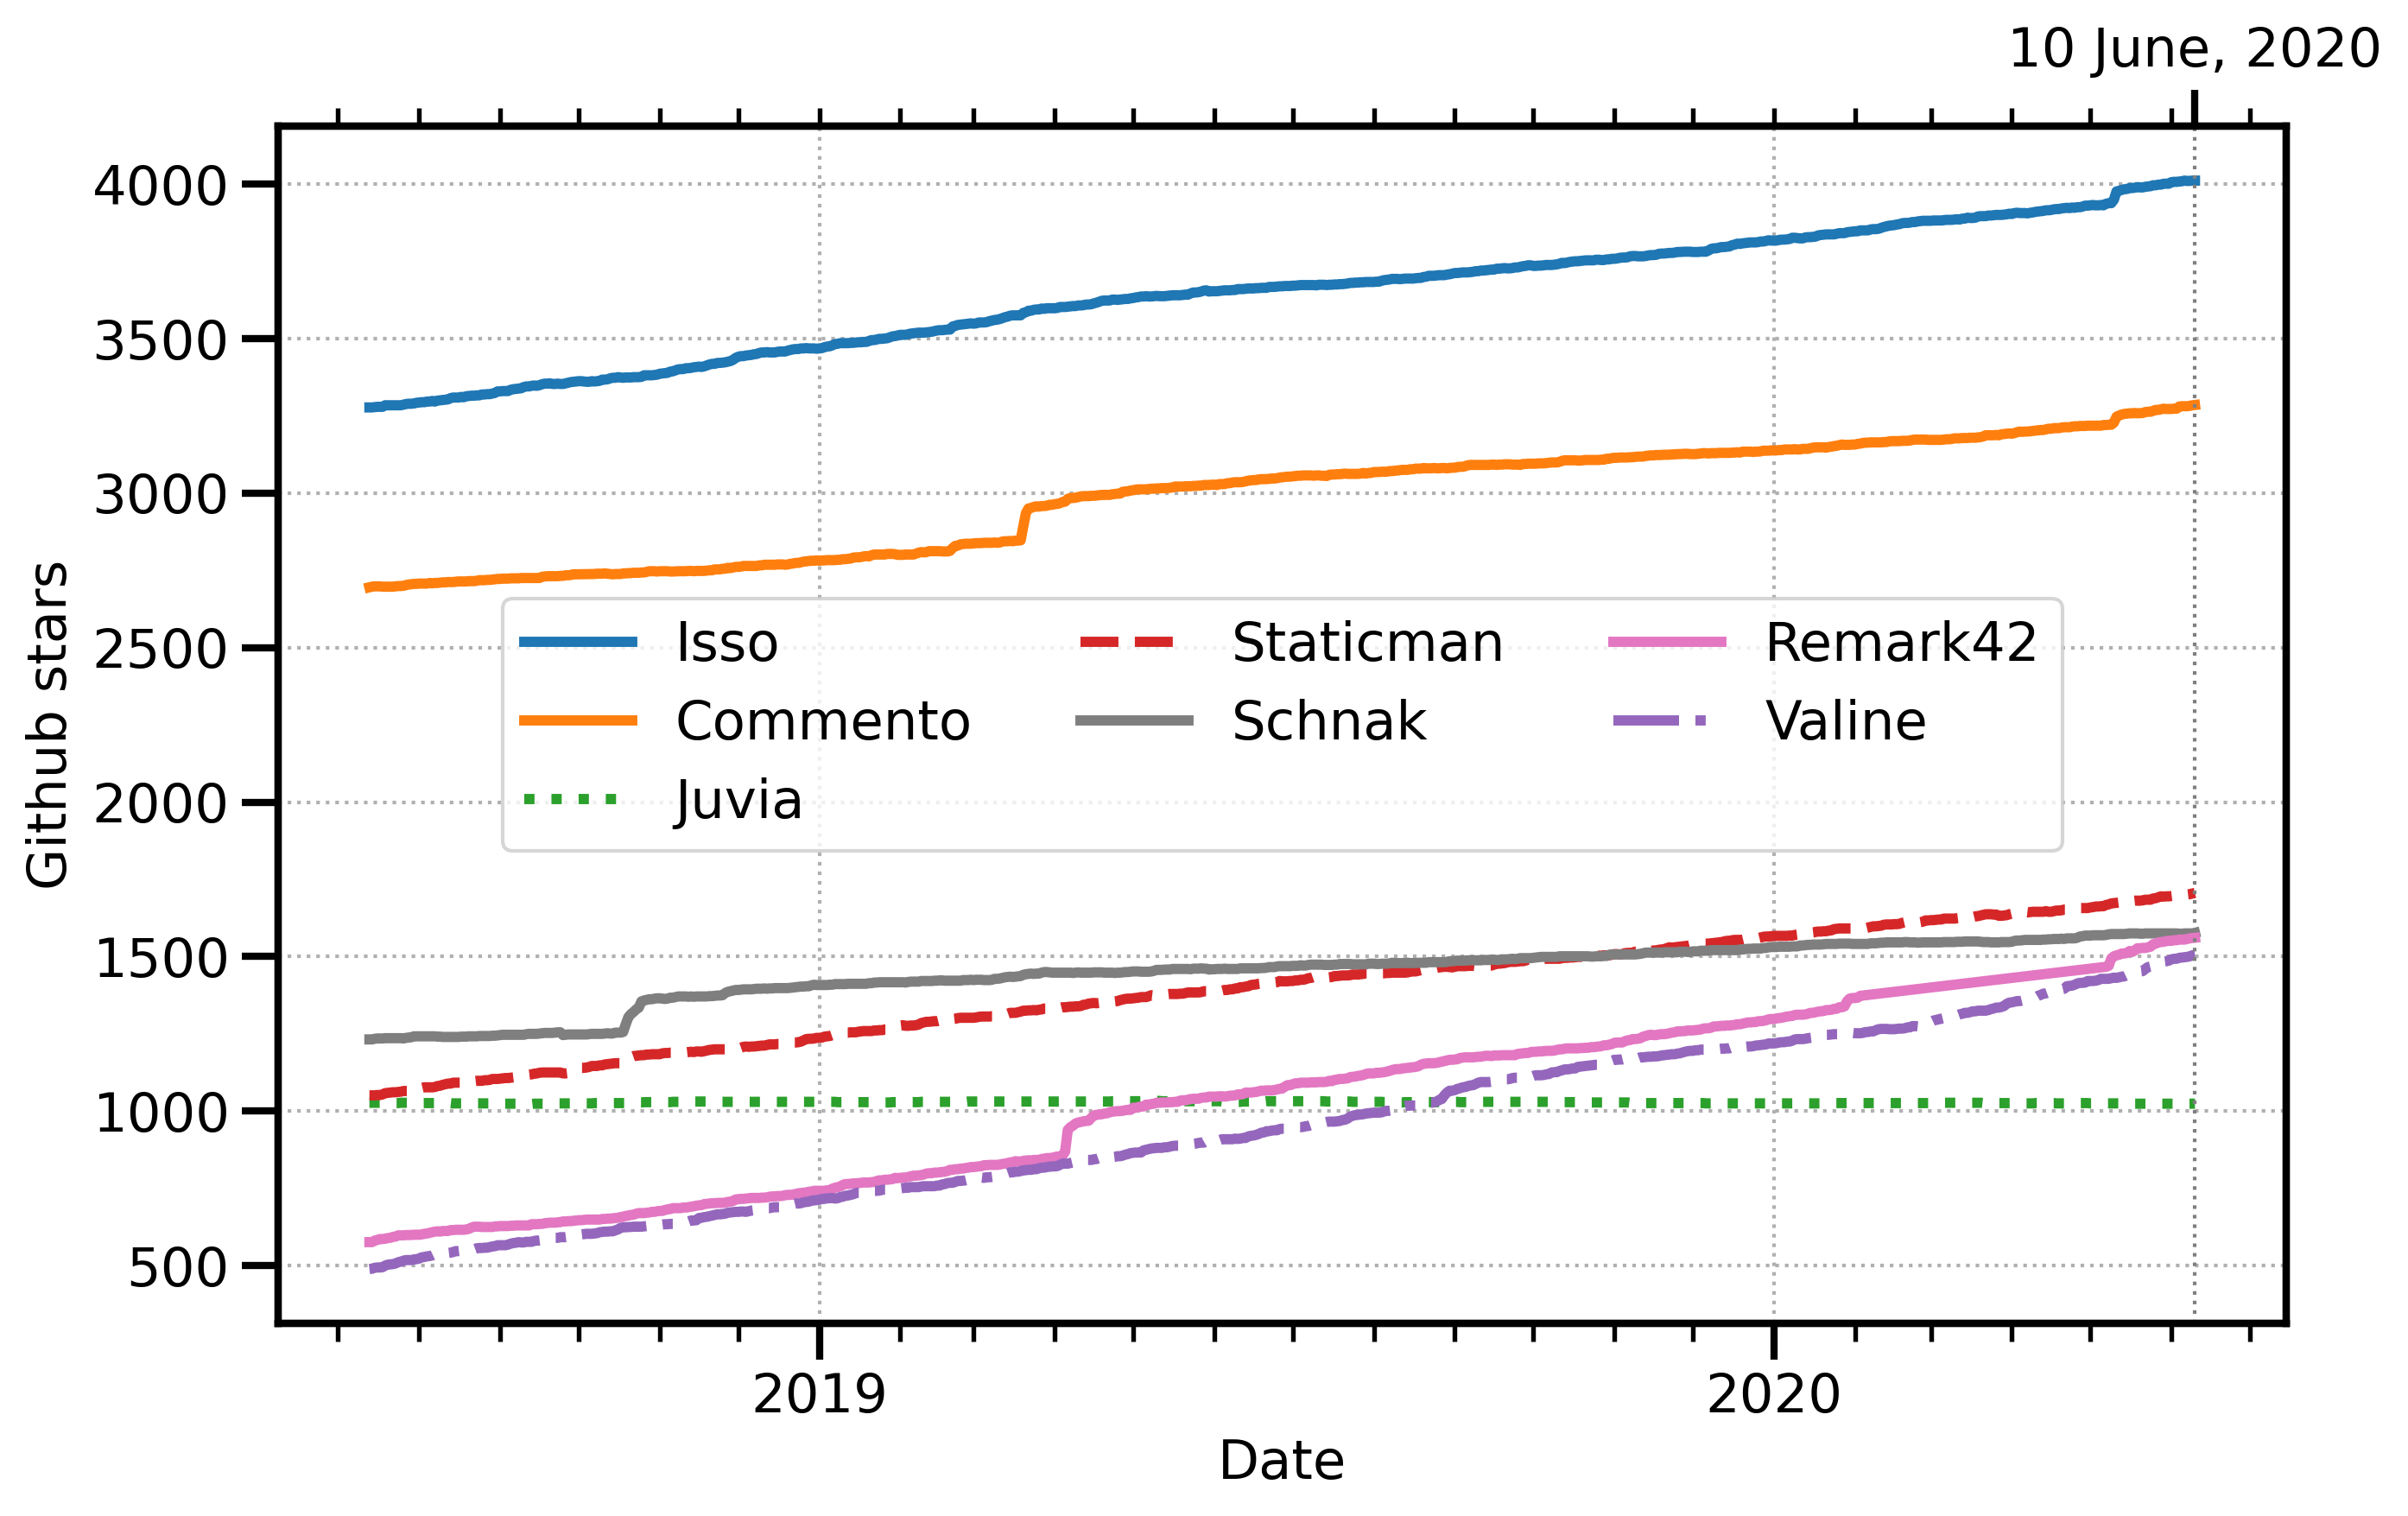 10 June, 2020
4000
3500
3000
2500
2000
1500
1000
500
Github stars
Isso
Commento
Juvia
Staticman
Schnak
Remark42
Valine
2019
2020
Date